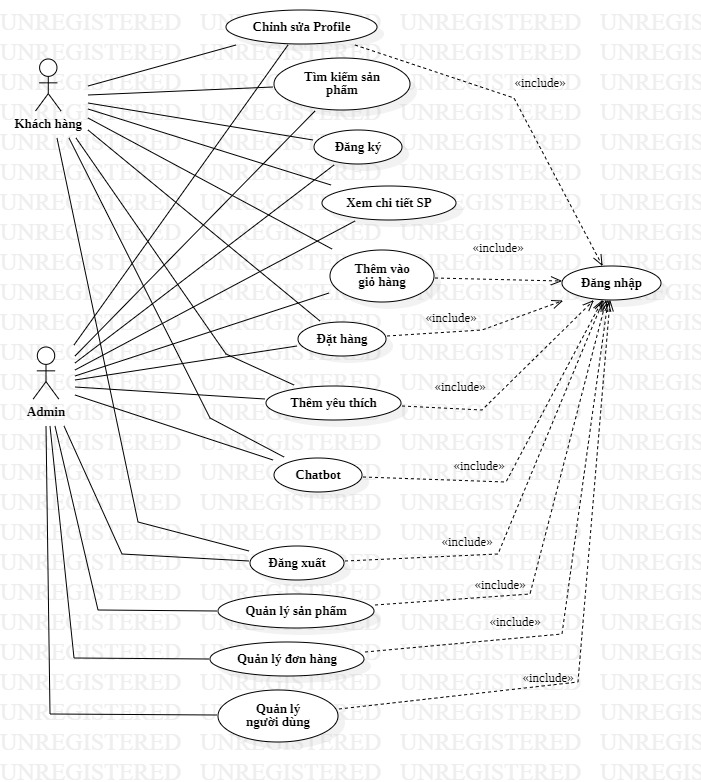 Chỉnh sửa Profile
Tìm kiếm sản
phẩm
«include»
Khách hàng
Đăng ký
Xem chi tiết SP
«include»
Thêm vào
giỏ hàng
Đăng nhập
«include»
Đặt hàng
«include»
Thêm yêu thích
Admin
«include»
Chatbot
«include»
Đăng xuất
«include»
Quản lý sản phẩm
«include»
Quản lý đơn hàng
«include»
Quản lý
người dùng
UNREGISTERED